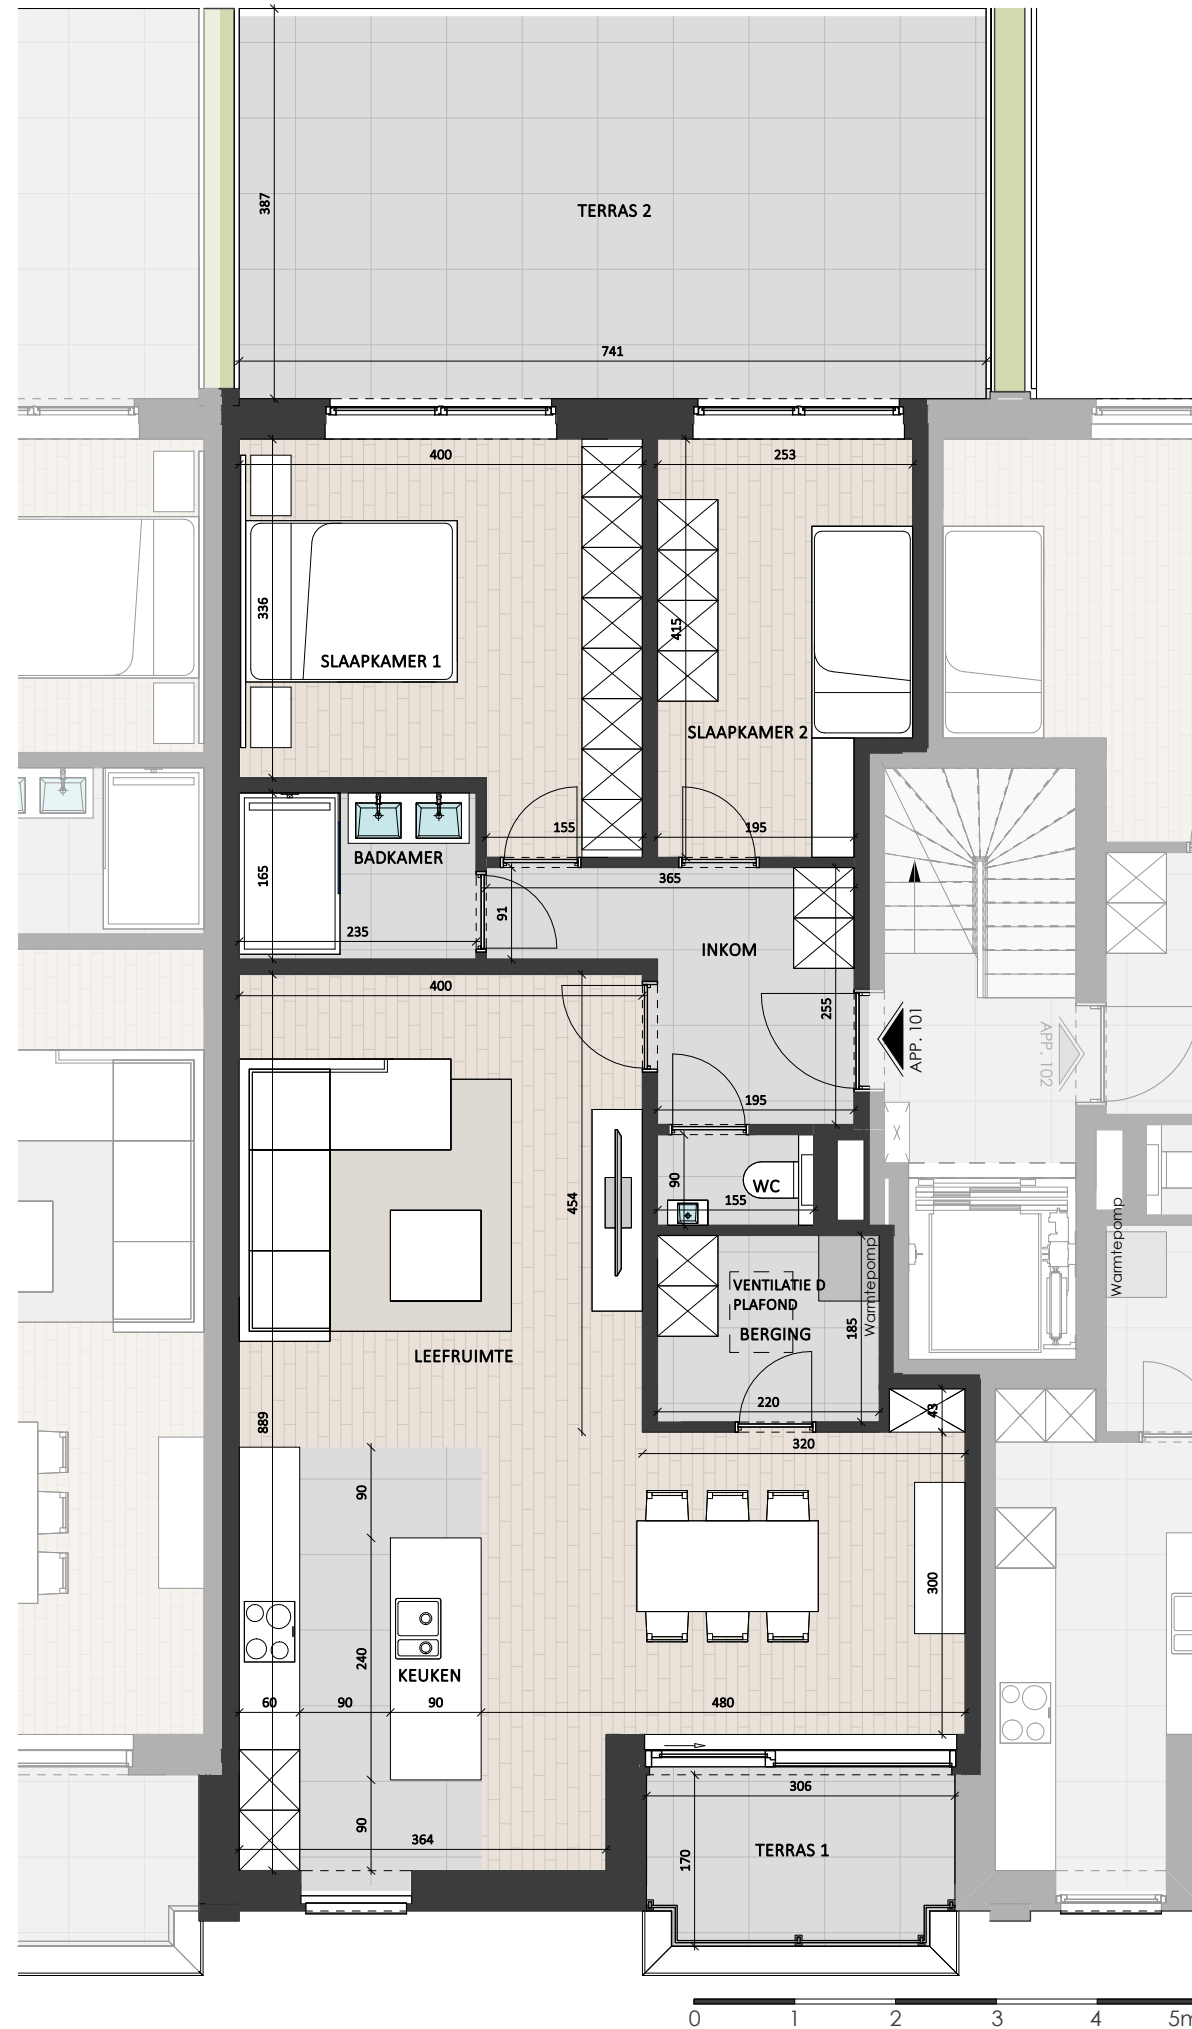 387
TERRAS 2
741
400
253
336
415
SLAAPKAMER 1
SLAAPKAMER 2
155
195
BADKAMER
165
365
91
235
INKOM
400
255
APP. 101
APP. 102
195
90
WC
155
454
Warmtepomp
Warmtepomp
VENTILATIE D
PLAFOND
BERGING
185
LEEFRUIMTE
220
43
889
320
90
300
240
KEUKEN
60
90
90
480
306
90
364
170
TERRAS 1
0 1 2 3 4 5m